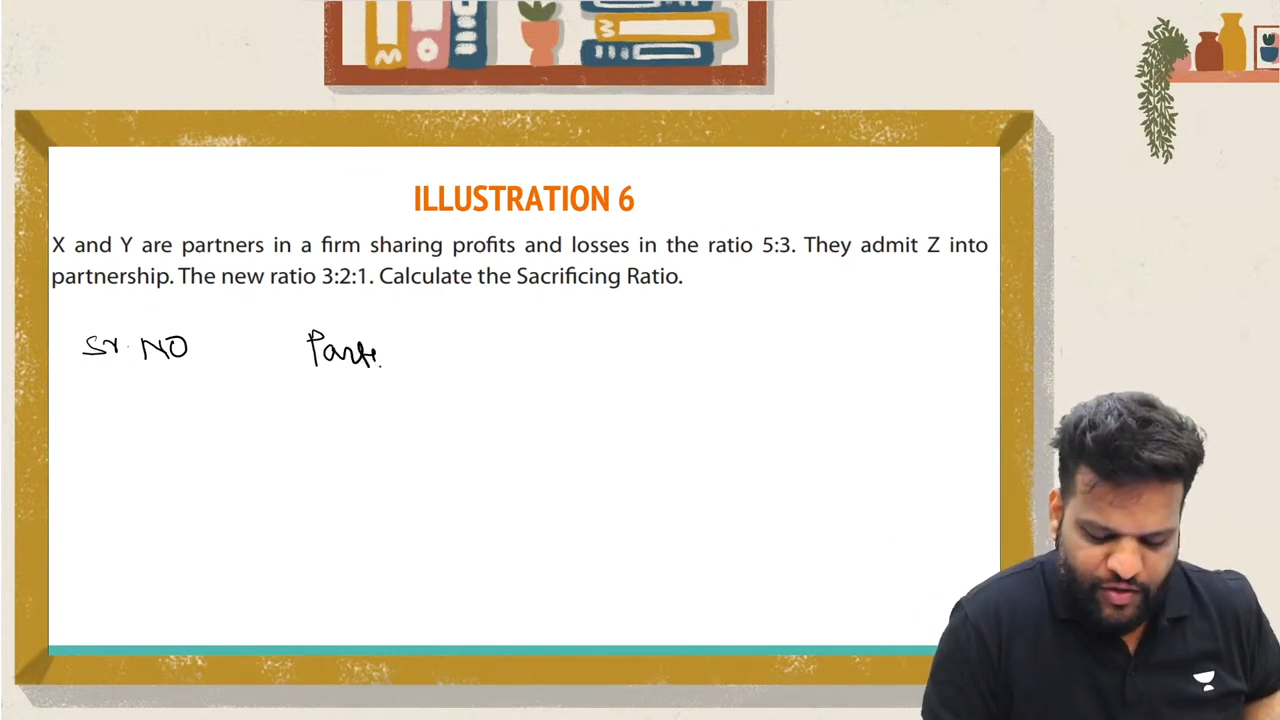 ILLUSTRATION 6
X and Y are partners in a firm sharing profits and losses in the ratio 5:3. They admit Z into
partnership. The new ratio 3:2:1. Calculate the Sacrificing Ratio.
Sr. NO Parti